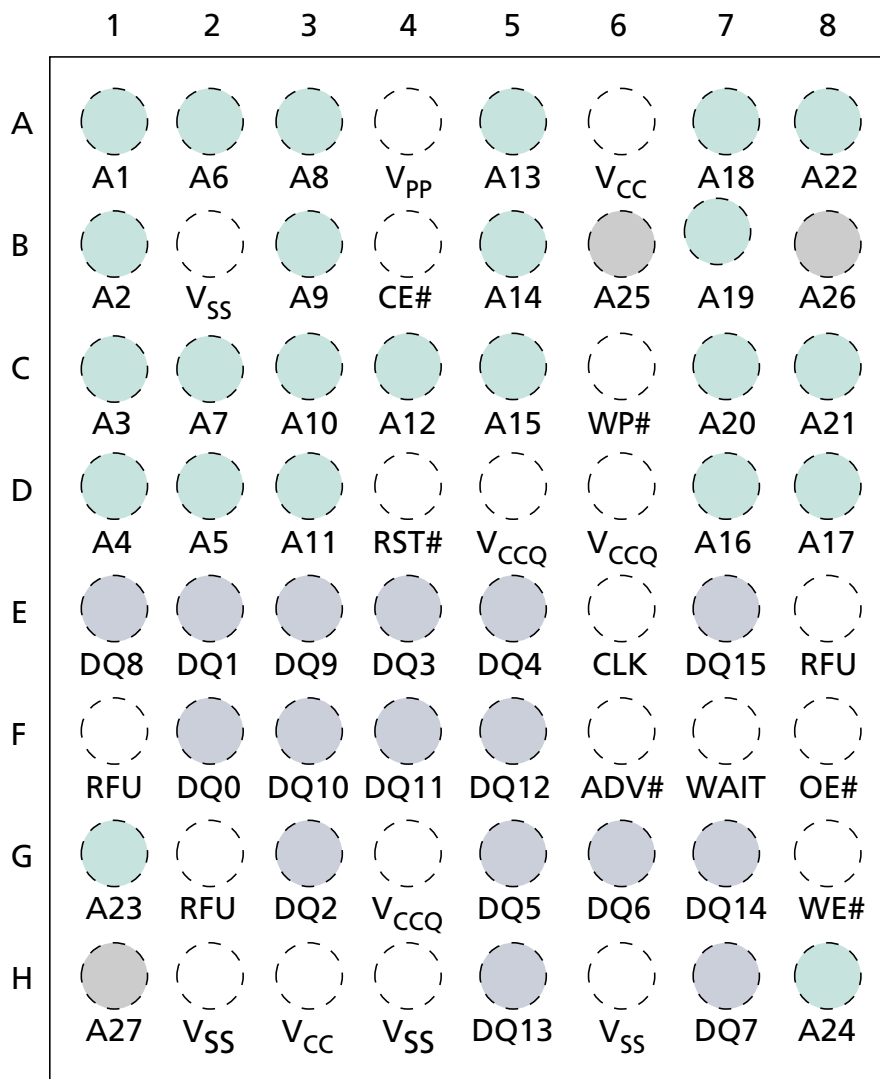 1 2 3 4 5 6 7 8
A
A1 A6 A8 VPP A13 VCC A18 A22
B
A2 VSS A9 CE# A14 A25 A19 A26
C
A3 A7 A10 A12 A15 WP# A20 A21
D
A4 A5 A11 RST# VCCQ VCCQ A16 A17
E
DQ8 DQ1 DQ9 DQ3 DQ4 CLK DQ15 RFU
F
RFU DQ0 DQ10 DQ11 DQ12 ADV# WAIT OE#
G
A23 RFU DQ2 VCCQ DQ5 DQ6 DQ14 WE#
H
A27 VSS VCC VSS DQ13 VSS DQ7 A24